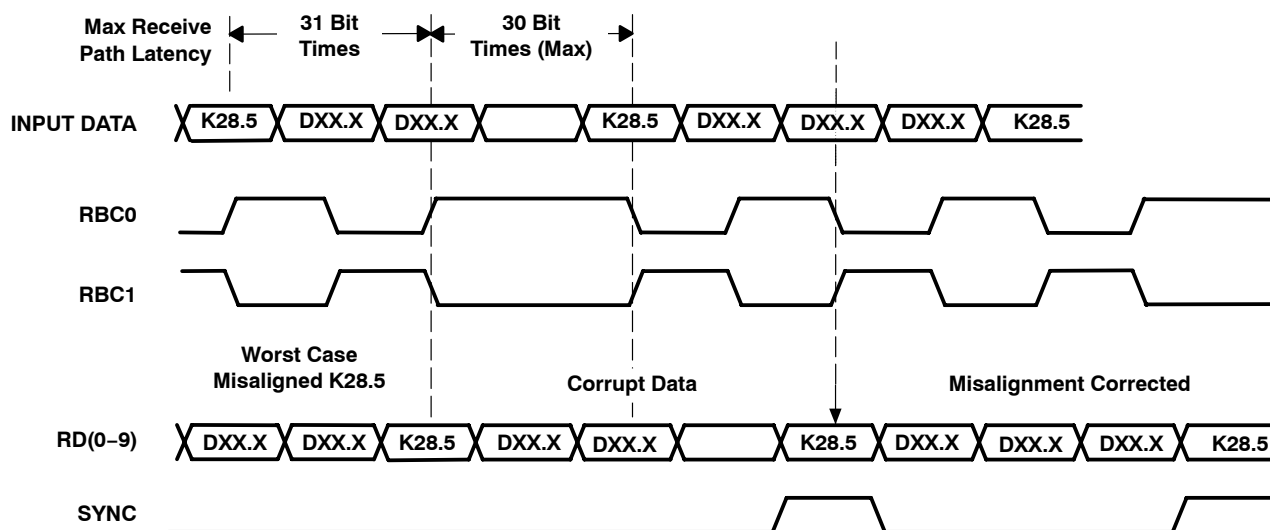 Max Receive
Path Latency
31 Bit
Times
30 Bit
Times (Max)
INPUT DATA
K28.5 DXX.X DXX.X K28.5 DXX.X DXX.X DXX.X K28.5
RBC0
RBC1
Worst Case
Misaligned K28.5
Corrupt Data
Misalignment Corrected
RD(0−9)
DXX.X DXX.X K28.5 DXX.X DXX.X K28.5 DXX.X DXX.X DXX.X K28.5
SYNC